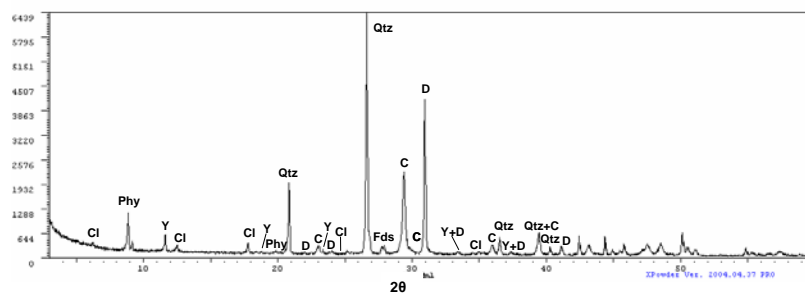 6439
5795
5151
4507
3863
3220
2576
1932
1288
644
0
Qtz
D
Qtz
C
Phy
Cl
Y
Cl
Cl
Y
Phy
D
C
D
Y
Cl
Fds
C
Y+D
Cl
Qtz
Y+D
Qtz+C
Qtz
D
10
20
30
40
50
XPowder Ver. 2004.04.37 PRO
2θ